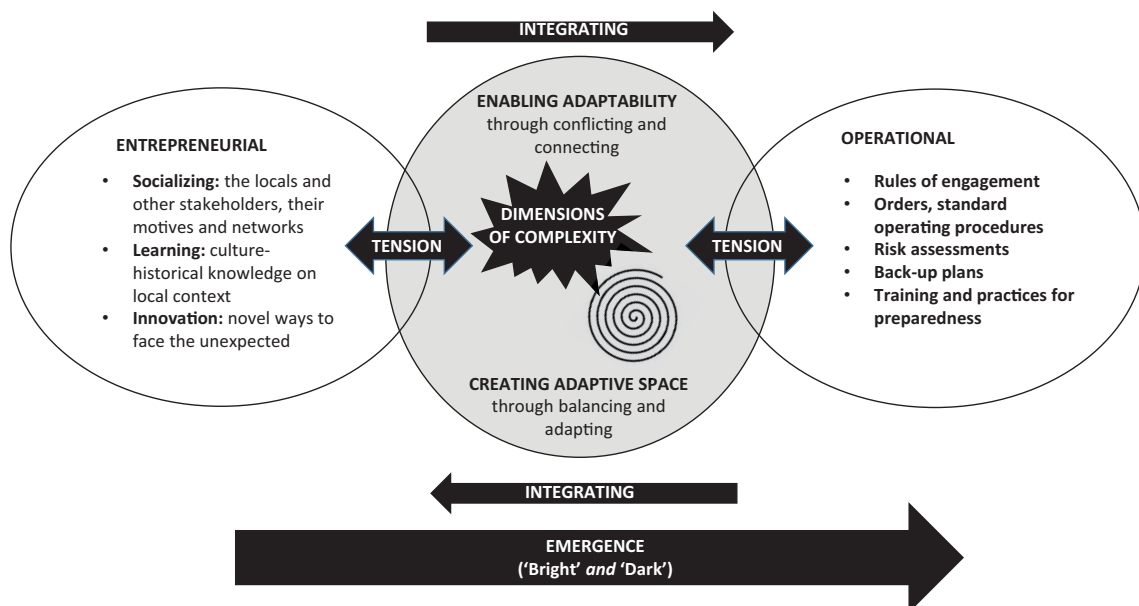 INTEGRATING
ENTREPRENEURIAL
• Socializing: the locals and
other stakeholders, their
motives and networks
• Learning: culture-
historical knowledge on
local context
• Innovation: novel ways to
face the unexpected
TENSION
ENABLING ADAPTABILITY
through conflicting and
connecting
DIMENSIONS
OF COMPLEXITY
CREATING ADAPTIVE SPACE
through balancing and
adapting
TENSION
OPERATIONAL
• Rules of engagement
• Orders, standard
operating procedures
• Risk assessments
• Back-up plans
• Training and practices for
preparedness
INTEGRATING
EMERGENCE
(‘Bright’ and ‘Dark’)